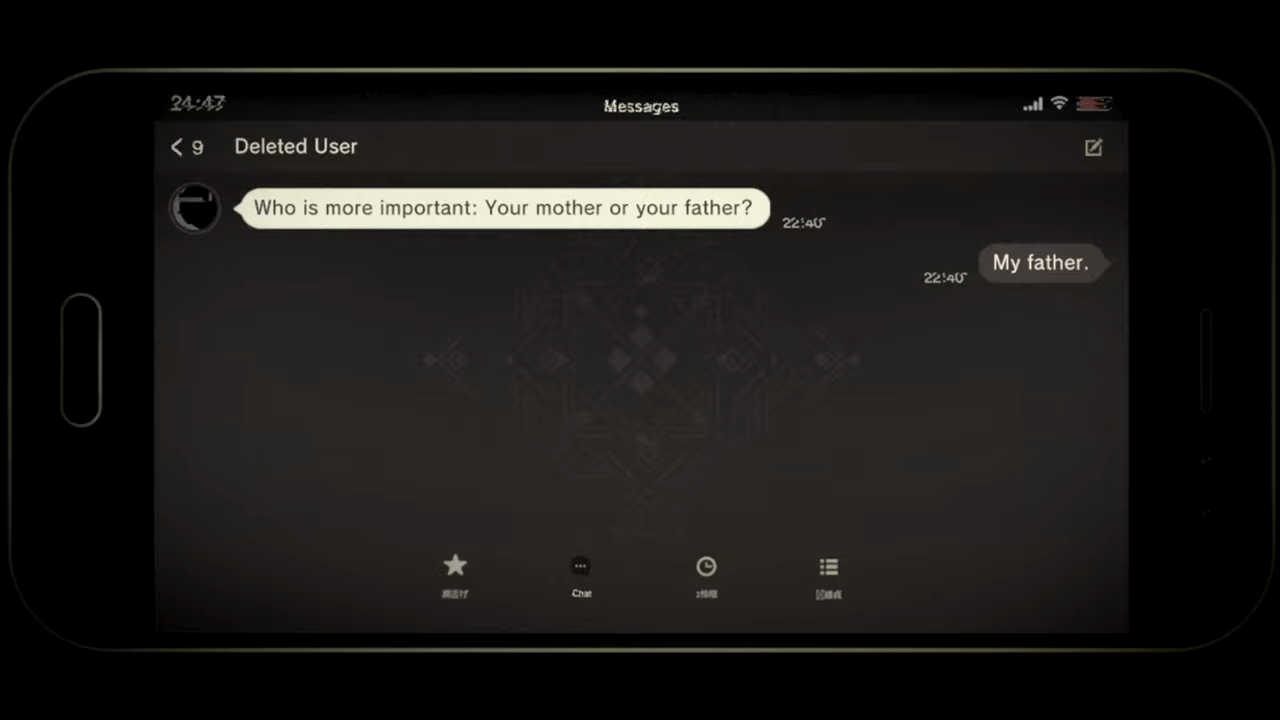 24:47
Messages
9
Deleted User
Who is more important: Your mother or your father?
22:40
My father.
22:40
Chat